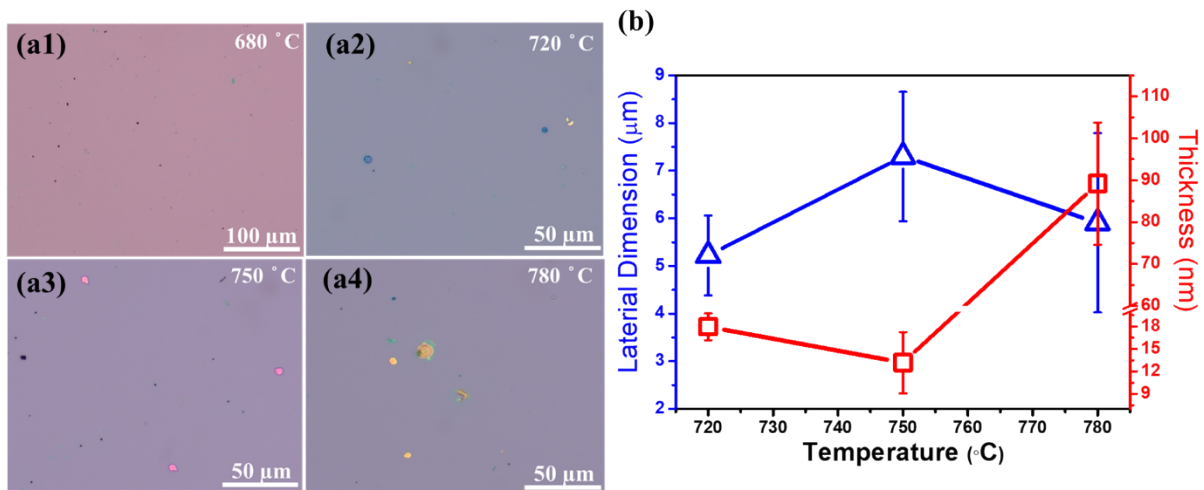 (a1)
680 °C
100 μm
(a2)
720 °C
50 μm
(a3)
750 °C
50 μm
(a4)
780 °C
50 μm
(b)
Laterial Dimension (μm)
9
8
7
6
5
4
3
2
110
100
90
80
70
60
18
15
12
9
Thickness (nm)
720 730 740 750 760 770 780
Temperature (°C)